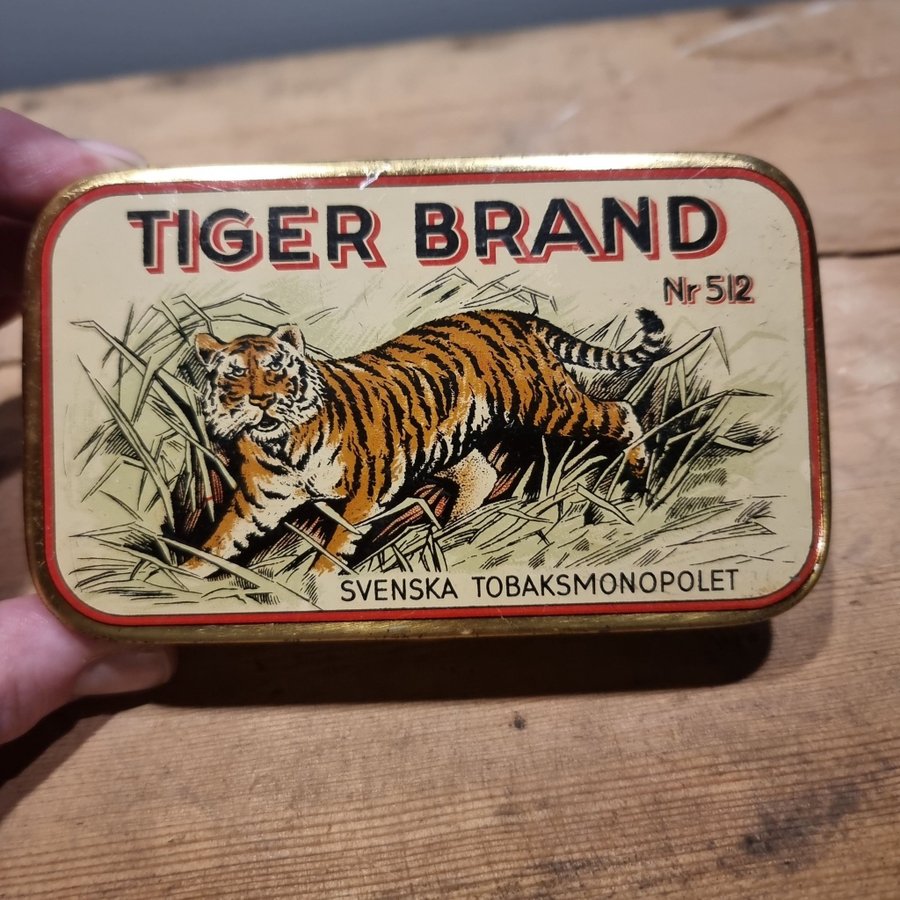 TIGER BRAND
Nr 512
SVENSKA TOBAKSMONOPOLET